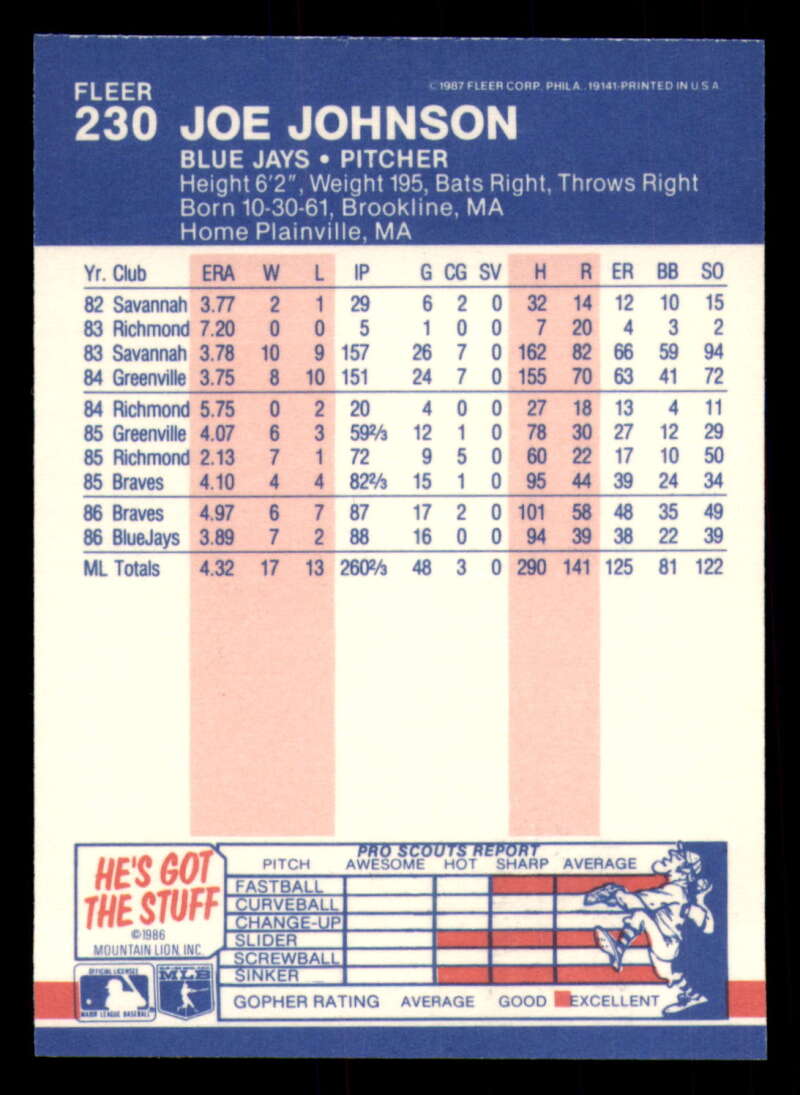 FLEER
©1987 FLEER CORP. PHILA., 19141-PRINTED IN U S A
230 JOE JOHNSON
BLUE JAYS • PITCHER
Height 6'2", Weight 195, Bats Right, Throws Right
Born 10-30-61, Brookline, MA
Home Plainville, MA
Yr. Club ERA W L IP G CG SV H R ER BB SO
82 Savannah 3.77 2 1 29 6 2 0 32 14 12 10 15
83 Richmond 7.20 0 0 5 1 0 0 7 20 4 3 2
83 Savannah 3.78 10 9 157 26 7 0 162 82 66 59 94
84 Greenville 3.75 8 10 151 24 7 0 155 70 63 41 72
84 Richmond 5.75 0 2 20 4 0 0 27 18 13 4 11
85 Greenville 4.07 6 3 59⅔ 12 1 0 78 30 27 12 29
85 Richmond 2.13 7 1 72 9 5 0 60 22 17 10 50
85 Braves 4.10 4 4 82⅔ 15 1 0 95 44 39 24 34
86 Braves 4.97 6 7 87 17 2 0 101 58 48 35 49
86 BlueJays 3.89 7 2 88 16 0 0 94 39 38 22 39
ML Totals 4.32 17 13 260⅔ 48 3 0 290 141 125 81 122
HE'S GOT
THE STUFF
©1986
MOUNTAIN LION, INC.
PRO SCOUTS REPORT
PITCH AWESOME HOT SHARP AVERAGE
FASTBALL
CURVEBALL
CHANGE-UP
SLIDER
SCREWBALL
SINKER
GOPHER RATING AVERAGE GOOD EXCELLENT
OFFICIAL LICENSEE
MAJOR LEAGUE BASEBALL
MLB